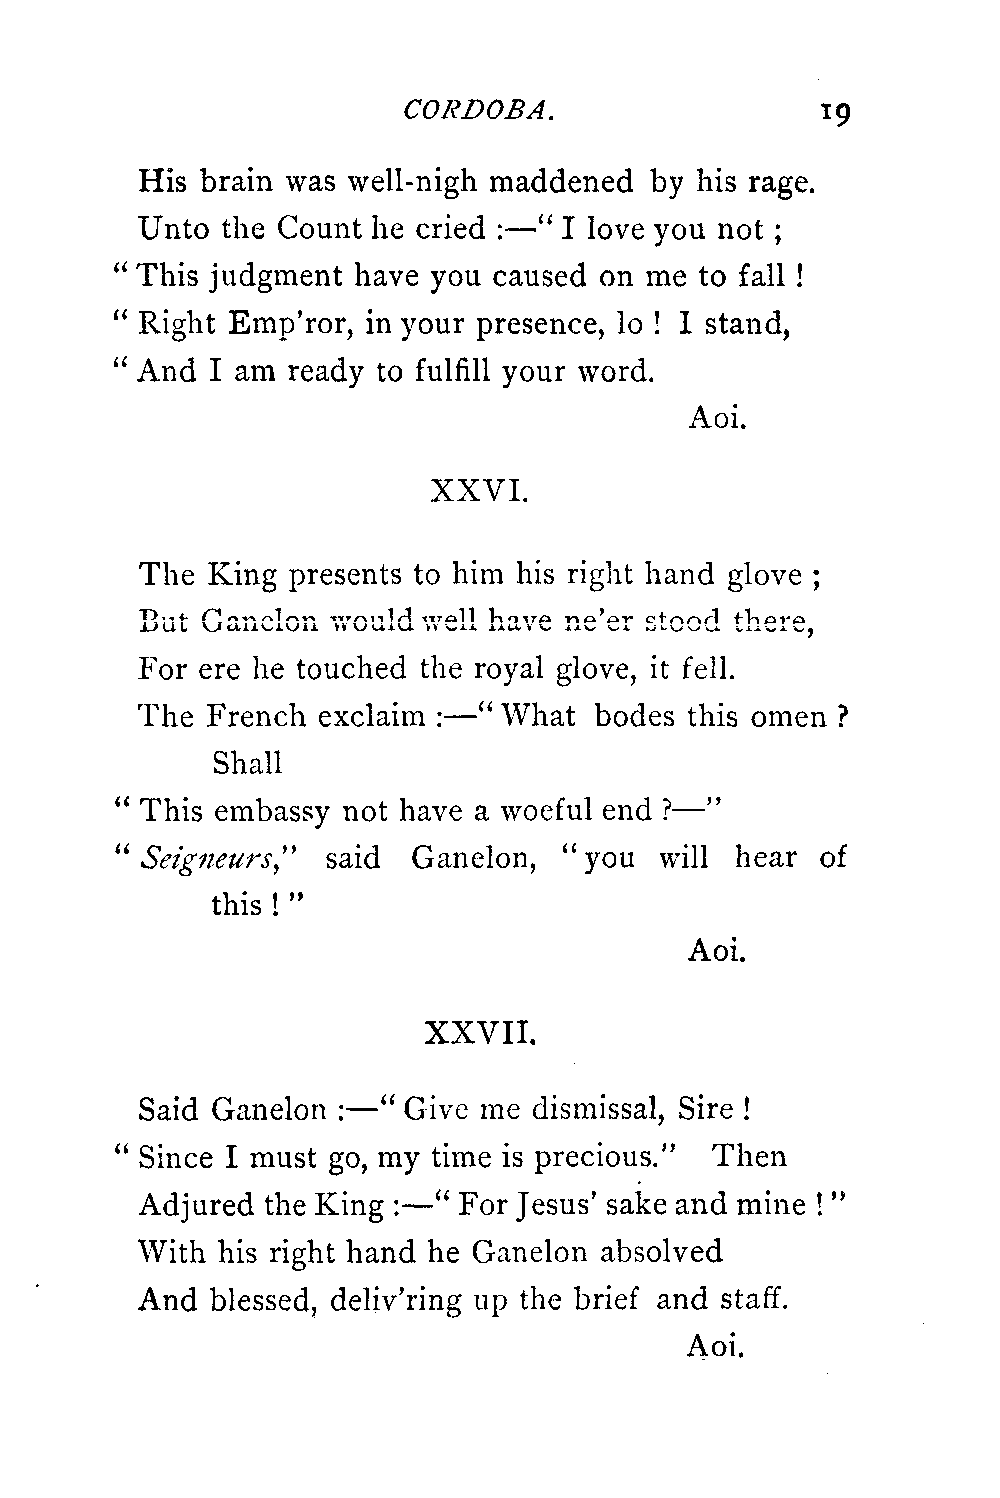 CORDOBA. 19
His brain was well-nigh maddened by his rage.
Unto the Count he cried :—“ I love you not ;
“ This judgment have you caused on me to fall !
“ Right Emp’ror, in your presence, lo ! I stand,
“ And I am ready to fulfill your word.
Aoi.
XXVI.
The King presents to him his right hand glove ;
But Ganelon would well have ne’er stood there,
For ere he touched the royal glove, it fell.
The French exclaim :—“ What bodes this omen ?
Shall
“ This embassy not have a woeful end ?—”
“ Seigneurs,” said Ganelon, “ you will hear of
this ! ”
Aoi.
XXVII.
Said Ganelon :—“ Give me dismissal, Sire !
“ Since I must go, my time is precious.” Then
Adjured the King :—“ For Jesus’ sake and mine ! ”
With his right hand he Ganelon absolved
And blessed, deliv’ring up the brief and staff.
Aoi.